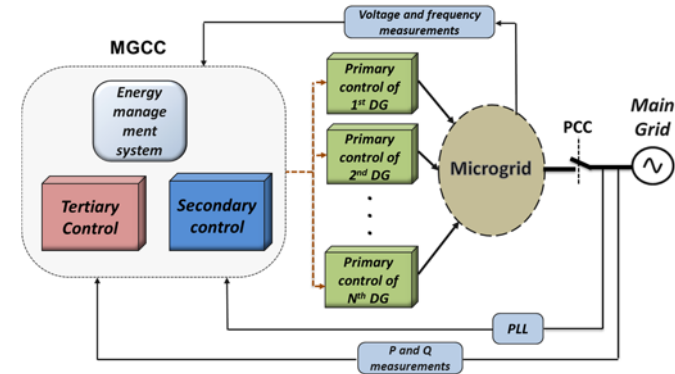 Voltage and frequency
measurements
MGCC
Energy
manage
ment
system
Tertiary
Control
Secondary
control
Primary
control of
1st DG
Primary
control of
2nd DG
Primary
control of
Nth DG
Microgrid
PCC
Main
Grid
PLL
P and Q
measurements